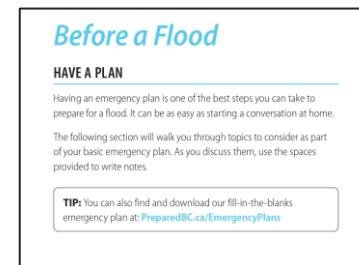 Before a Flood
HAVE A PLAN
Having an emergency plan is one of the best steps you can take to
prepare for a flood. It can be as easy as starting a conversation at home.
The following section will walk you through topics to consider as part
of your basic emergency plan. As you discuss them, use the spaces
provided to write notes.
TIP: You can also find and download our fill-in-the-blanks
emergency plan at: PreparedBC.ca/EmergencyPlans